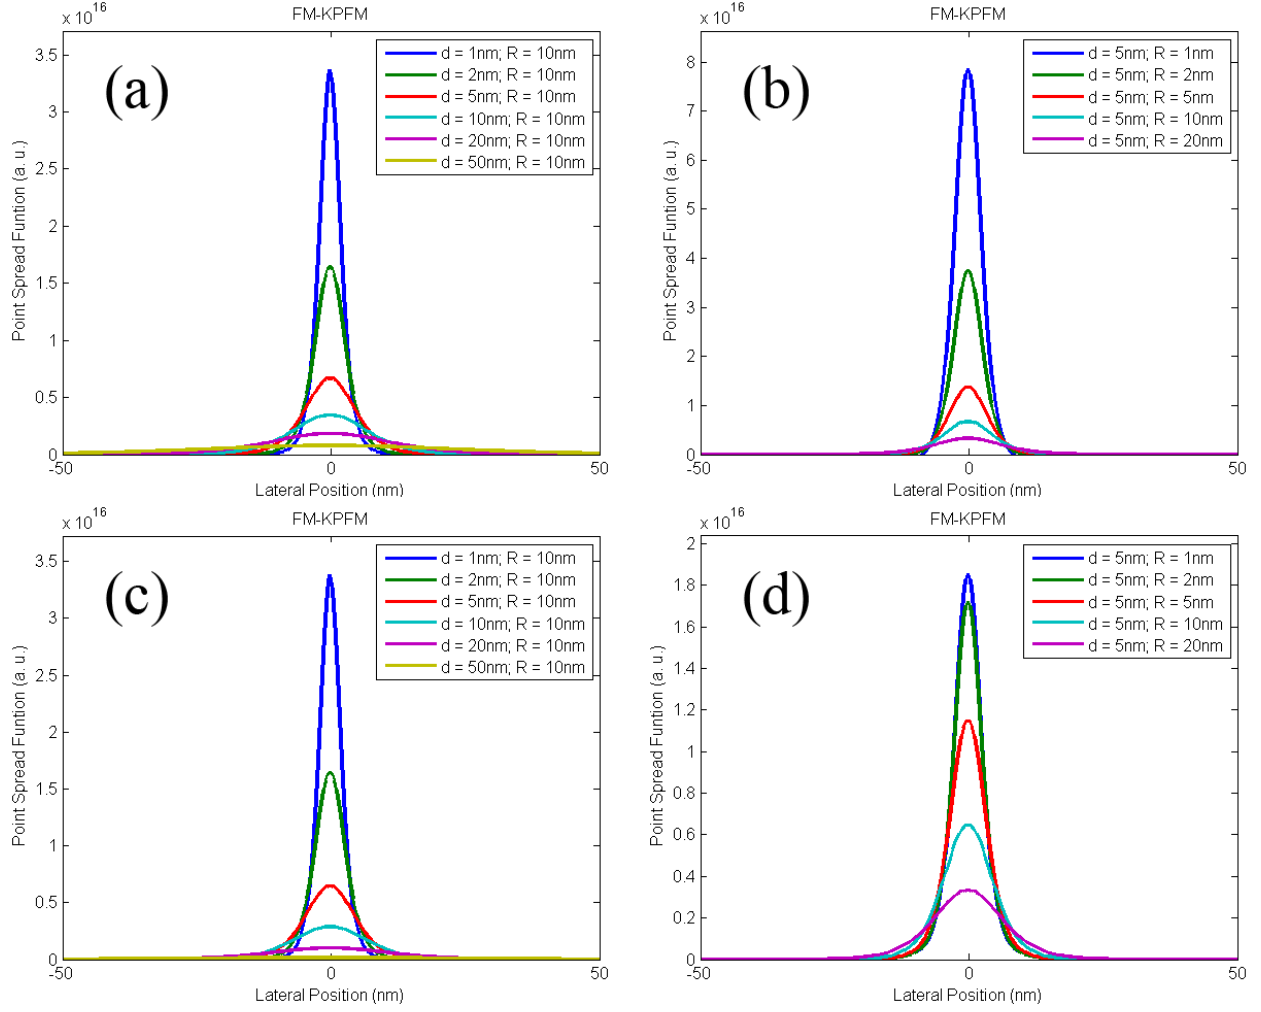 x 10^16
FM-KPFM
(a)
d = 1nm; R = 10nm
d = 2nm; R = 10nm
d = 5nm; R = 10nm
d = 10nm; R = 10nm
d = 20nm; R = 10nm
d = 50nm; R = 10nm
3.5
3
2.5
2
1.5
1
0.5
0
Point Spread Funtion (a. u.)
-50 0 50
Lateral Position (nm)
x 10^16
FM-KPFM
(b)
d = 5nm; R = 1nm
d = 5nm; R = 2nm
d = 5nm; R = 5nm
d = 5nm; R = 10nm
d = 5nm; R = 20nm
8
7
6
5
4
3
2
1
0
Point Spread Funtion (a. u.)
-50 0 50
Lateral Position (nm)
x 10^16
FM-KPFM
(c)
d = 1nm; R = 10nm
d = 2nm; R = 10nm
d = 5nm; R = 10nm
d = 10nm; R = 10nm
d = 20nm; R = 10nm
d = 50nm; R = 10nm
3.5
3
2.5
2
1.5
1
0.5
0
Point Spread Funtion (a. u.)
-50 0 50
Lateral Position (nm)
x 10^16
FM-KPFM
(d)
d = 5nm; R = 1nm
d = 5nm; R = 2nm
d = 5nm; R = 5nm
d = 5nm; R = 10nm
d = 5nm; R = 20nm
2
1.8
1.6
1.4
1.2
1
0.8
0.6
0.4
0.2
0
Point Spread Funtion (a. u.)
-50 0 50
Lateral Position (nm)